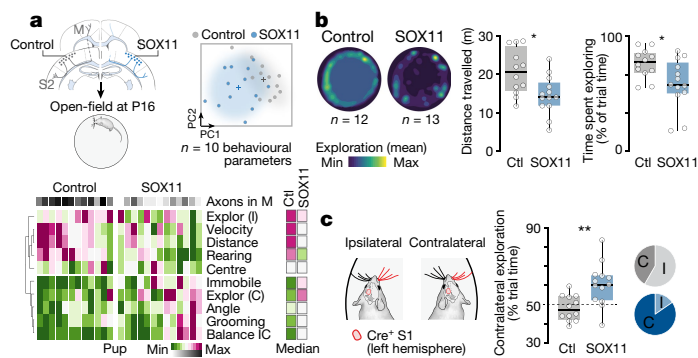 a
Control
M
SOX11
S2
Open-field at P16
Control SOX11
PC2
PC1
n = 10 behavioural
parameters
b
Control SOX11
n = 12 n = 13
Exploration (mean)
Min Max
Distance travelled (m)
30
20
10
0
*
Ctl SOX11
Time spent exploring
(% of trial time)
100
0
*
Ctl SOX11
Control SOX11
Ctl
SOX11
Axons in M
Explor (I)
Velocity
Distance
Rearing
Centre
Immobile
Explor (C)
Angle
Grooming
Balance IC
Pup Min Max Median
c
Ipsilateral Contralateral
Cre⁺ S1
(left hemisphere)
Contralateral exploration
(% trial time)
90
70
50
30
**
Ctl SOX11
C I
C I